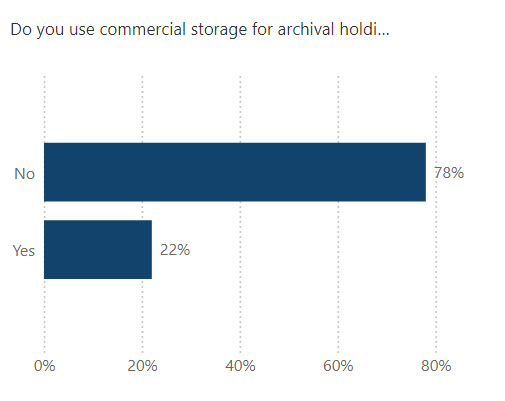 Do you use commercial storage for archival holdi...
No
78%
Yes
22%
0% 20% 40% 60% 80%